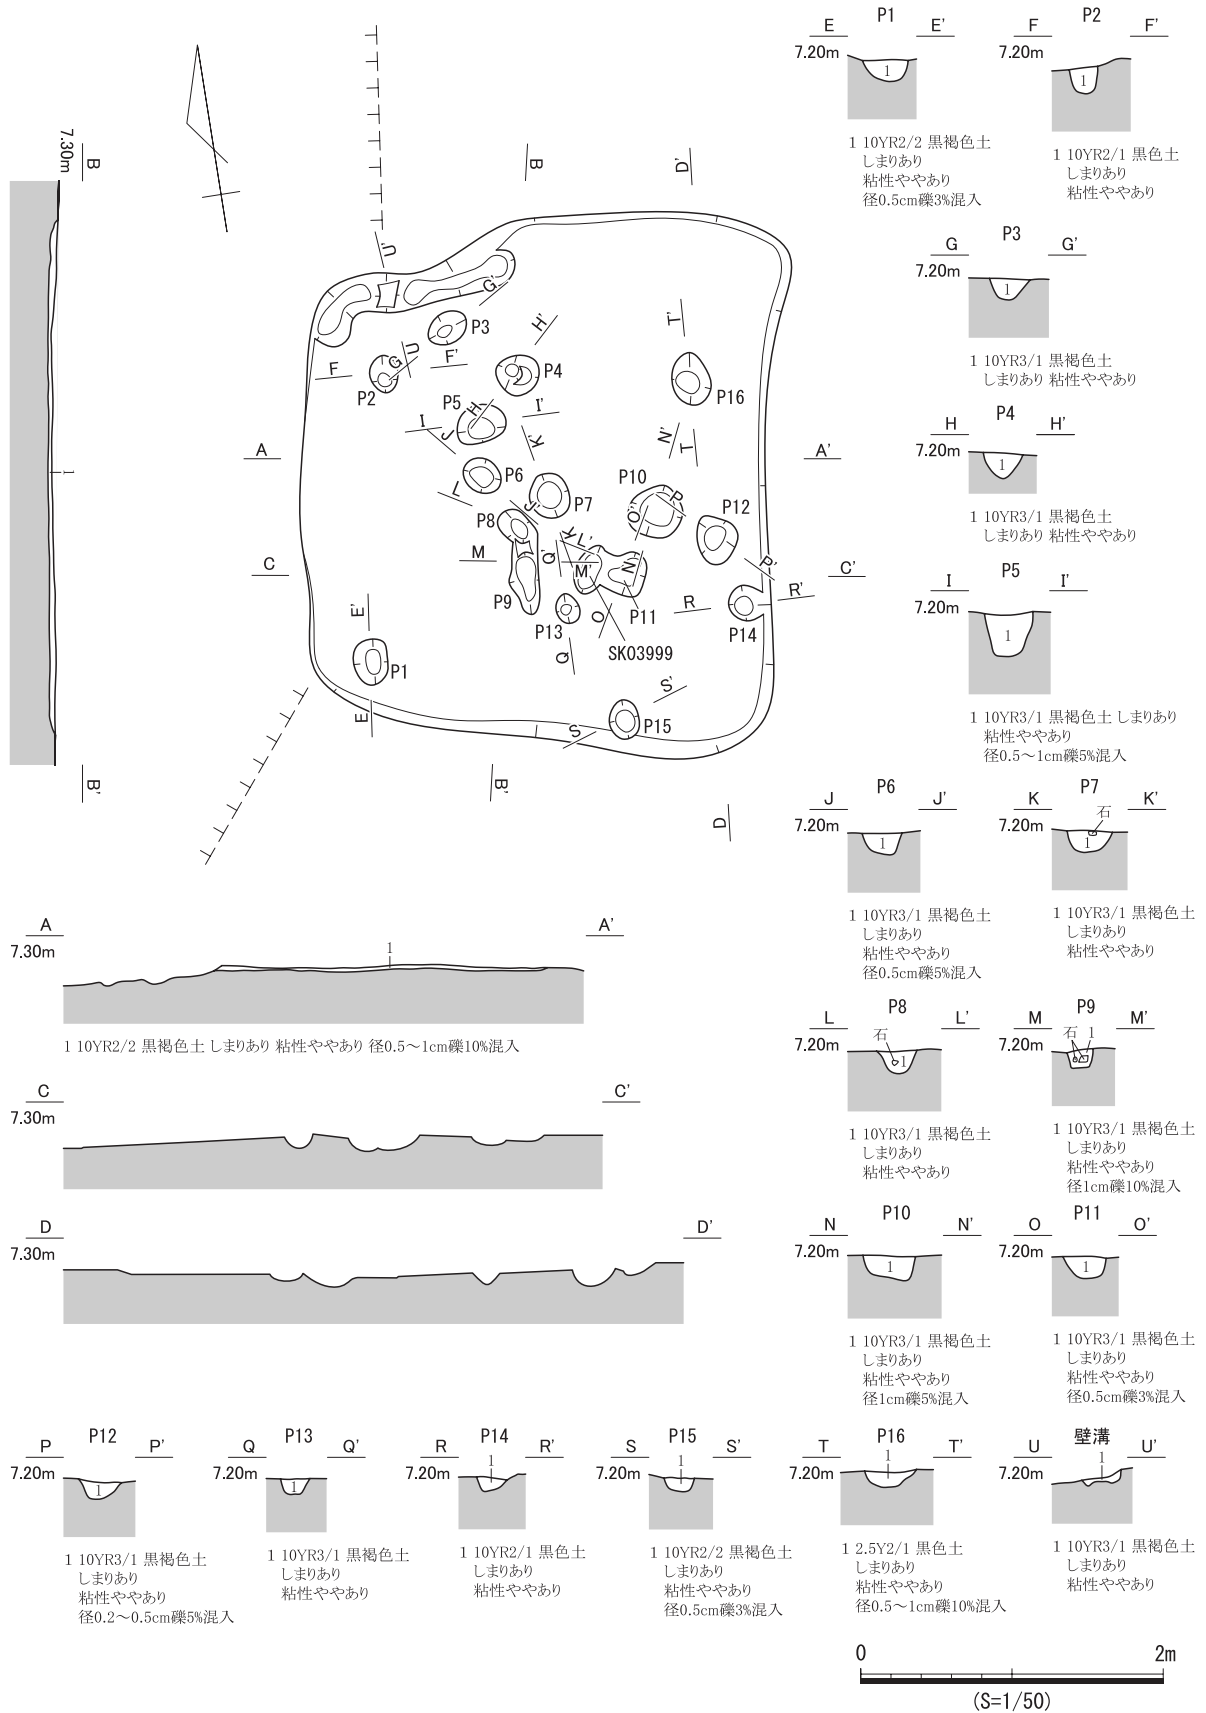 7.30m
B
B'
B
B'
D'
D
U'
U
G'
G
P3
F
F'
P2
H'
H
P4
P5
I
I'
J
J'
K'
K
T'
T
P16
A
A'
P6
L
L'
P7
P8
N'
N
P10
P
P'
O'
O
P12
M
M'
C
C'
Q'
Q
P9
P11
P13
R
R'
P14
SK03999
E'
E
P1
S'
S
P15
1
E P1 E'
7.20m
1
1 10YR2/2 黒褐色土
しまりあり
粘性ややあり
径0.5cm礫3%混入
F P2 F'
7.20m
1
1 10YR2/1 黒色土
しまりあり
粘性ややあり
G P3 G'
7.20m
1
1 10YR3/1 黒褐色土
しまりあり 粘性ややあり
H P4 H'
7.20m
1
1 10YR3/1 黒褐色土
しまりあり 粘性ややあり
I P5 I'
7.20m
1
1 10YR3/1 黒褐色土 しまりあり
粘性ややあり
径0.5～1cm礫5%混入
J P6 J'
7.20m
1
1 10YR3/1 黒褐色土
しまりあり
粘性ややあり
径0.5cm礫5%混入
K P7 K'
7.20m
石
1
1 10YR3/1 黒褐色土
しまりあり
粘性ややあり
A A'
7.30m
1
1 10YR2/2 黒褐色土 しまりあり 粘性ややあり 径0.5～1cm礫10%混入
L P8 L'
7.20m
石
1
1 10YR3/1 黒褐色土
しまりあり
粘性ややあり
M P9 M'
7.20m
石 1
1 10YR3/1 黒褐色土
しまりあり
粘性ややあり
径1cm礫10%混入
C C'
7.30m
D D'
7.30m
N P10 N'
7.20m
1
1 10YR3/1 黒褐色土
しまりあり
粘性ややあり
径1cm礫5%混入
O P11 O'
7.20m
1
1 10YR3/1 黒褐色土
しまりあり
粘性ややあり
径0.5cm礫3%混入
P P12 P'
7.20m
1
1 10YR3/1 黒褐色土
しまりあり
粘性ややあり
径0.2～0.5cm礫5%混入
Q P13 Q'
7.20m
1
1 10YR3/1 黒褐色土
しまりあり
粘性ややあり
R P14 R'
7.20m
1
1 10YR2/1 黒色土
しまりあり
粘性ややあり
S P15 S'
7.20m
1
1 10YR2/2 黒褐色土
しまりあり
粘性ややあり
径0.5cm礫3%混入
T P16 T'
7.20m
1
1 2.5Y2/1 黒色土
しまりあり
粘性ややあり
径0.5～1cm礫10%混入
U 壁溝 U'
7.20m
1
1 10YR3/1 黒褐色土
しまりあり
粘性ややあり
0 2m
(S=1/50)